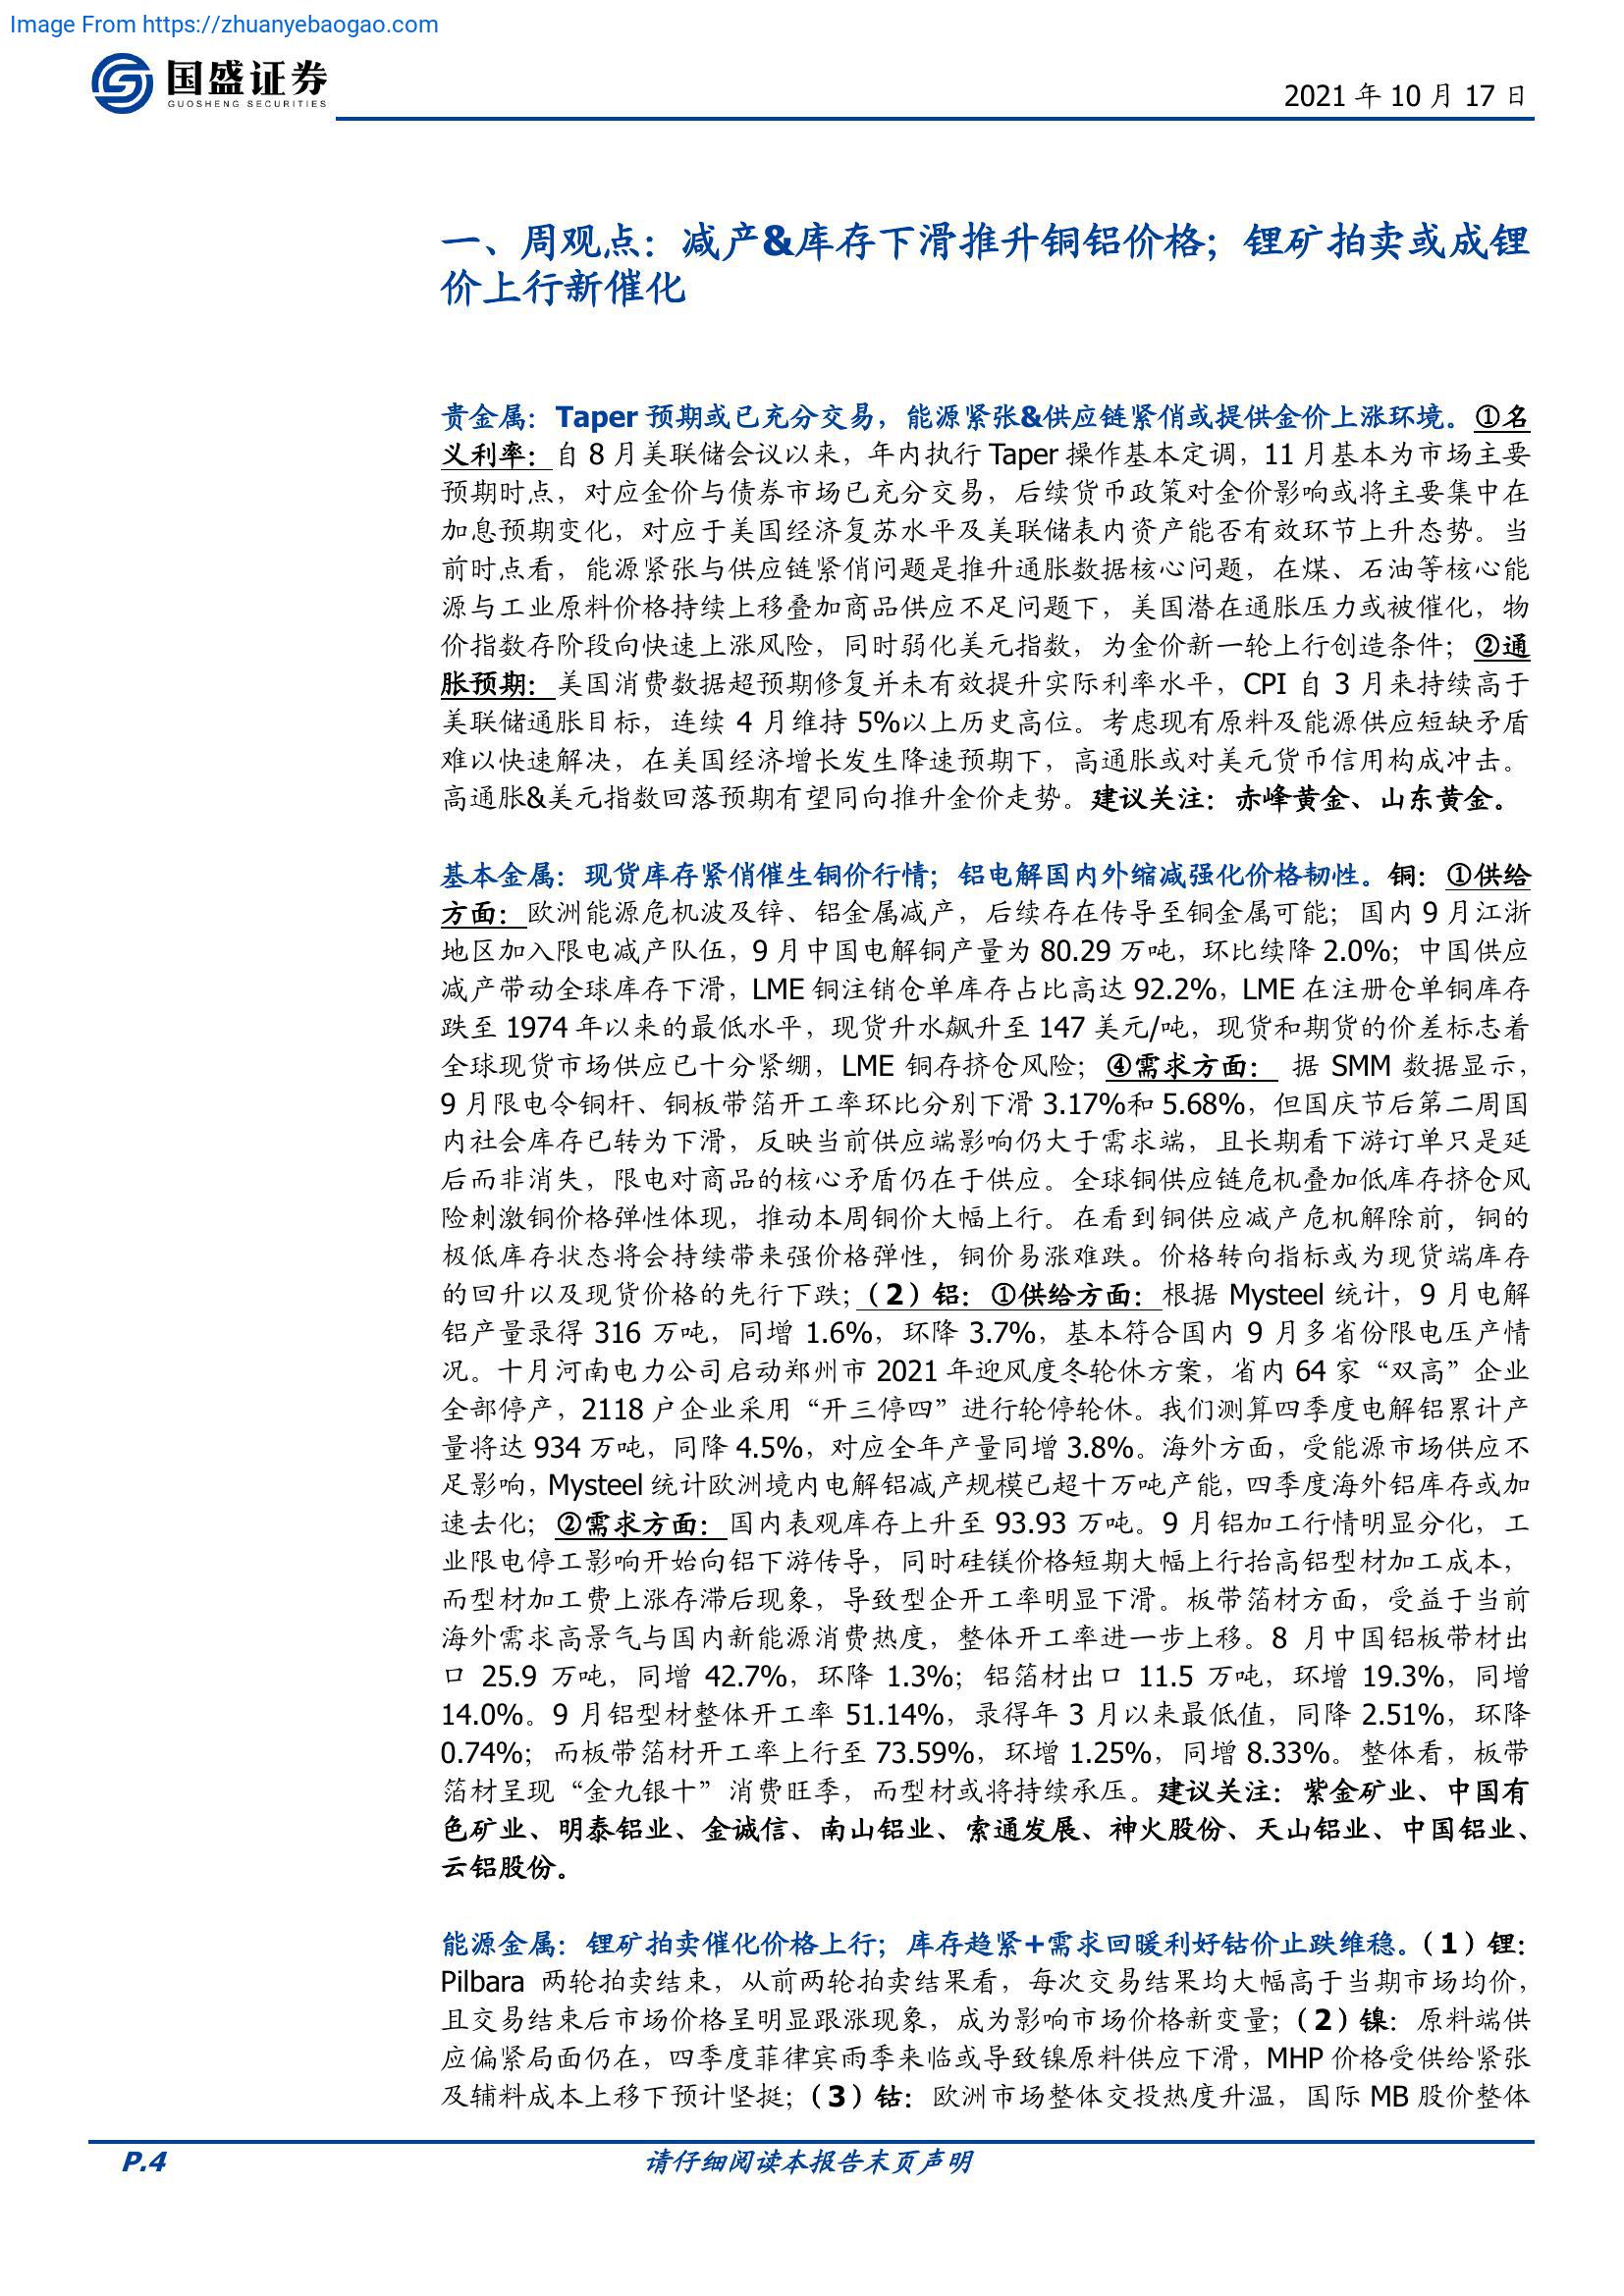 Image From https://zhuanyebaogao.com
国盛证券
GUOSHENG SECURITIES
2021 年 10 月 17 日
一、周观点：减产&库存下滑推升铜铝价格；锂矿拍卖或成锂
价上行新催化
贵金属：Taper 预期或已充分交易，能源紧张&供应链紧俏或提供金价上涨环境。①名
义利率：自 8 月美联储会议以来，年内执行 Taper 操作基本定调，11 月基本为市场主要
预期时点，对应金价与债券市场已充分交易，后续货币政策对金价影响或将主要集中在
加息预期变化，对应于美国经济复苏水平及美联储表内资产能否有效环节上升态势。当
前时点看，能源紧张与供应链紧俏问题是推升通胀数据核心问题，在煤、石油等核心能
源与工业原料价格持续上移叠加商品供应不足问题下，美国潜在通胀压力或被催化，物
价指数存阶段向快速上涨风险，同时弱化美元指数，为金价新一轮上行创造条件；②通
胀预期：美国消费数据超预期修复并未有效提升实际利率水平，CPI 自 3 月来持续高于
美联储通胀目标，连续 4 月维持 5%以上历史高位。考虑现有原料及能源供应短缺矛盾
难以快速解决，在美国经济增长发生降速预期下，高通胀或对美元货币信用构成冲击。
高通胀&美元指数回落预期有望同向推升金价走势。建议关注：赤峰黄金、山东黄金。
基本金属：现货库存紧俏催生铜价行情；铝电解国内外缩减强化价格韧性。铜：①供给
方面：欧洲能源危机波及锌、铝金属减产，后续存在传导至铜金属可能；国内 9 月江浙
地区加入限电减产队伍，9 月中国电解铜产量为 80.29 万吨，环比续降 2.0%；中国供应
减产带动全球库存下滑，LME 铜注销仓单库存占比高达 92.2%，LME 在注册仓单铜库存
跌至 1974 年以来的最低水平，现货升水飙升至 147 美元/吨，现货和期货的价差标志着
全球现货市场供应已十分紧绷，LME 铜存挤仓风险；④需求方面： 据 SMM 数据显示，
9 月限电令铜杆、铜板带箔开工率环比分别下滑 3.17%和 5.68%，但国庆节后第二周国
内社会库存已转为下滑，反映当前供应端影响仍大于需求端，且长期看下游订单只是延
后而非消失，限电对商品的核心矛盾仍在于供应。全球铜供应链危机叠加低库存挤仓风
险刺激铜价格弹性体现，推动本周铜价大幅上行。在看到铜供应减产危机解除前，铜的
极低库存状态将会持续带来强价格弹性，铜价易涨难跌。价格转向指标或为现货端库存
的回升以及现货价格的先行下跌；（2）铝：①供给方面：根据 Mysteel 统计，9 月电解
铝产量录得 316 万吨，同增 1.6%，环降 3.7%，基本符合国内 9 月多省份限电压产情
况。十月河南电力公司启动郑州市 2021 年迎风度冬轮休方案，省内 64 家“双高”企业
全部停产，2118 户企业采用“开三停四”进行轮停轮休。我们测算四季度电解铝累计产
量将达 934 万吨，同降 4.5%，对应全年产量同增 3.8%。海外方面，受能源市场供应不
足影响，Mysteel 统计欧洲境内电解铝减产规模已超十万吨产能，四季度海外铝库存或加
速去化；②需求方面：国内表观库存上升至 93.93 万吨。9 月铝加工行情明显分化，工
业限电停工影响开始向铝下游传导，同时硅镁价格短期大幅上行抬高铝型材加工成本，
而型材加工费上涨存滞后现象，导致型企开工率明显下滑。板带箔材方面，受益于当前
海外需求高景气与国内新能源消费热度，整体开工率进一步上移。8 月中国铝板带材出
口 25.9 万吨，同增 42.7%，环降 1.3%；铝箔材出口 11.5 万吨，环增 19.3%，同增
14.0%。9 月铝型材整体开工率 51.14%，录得年 3 月以来最低值，同降 2.51%，环降
0.74%；而板带箔材开工率上行至 73.59%，环增 1.25%，同增 8.33%。整体看，板带
箔材呈现“金九银十”消费旺季，而型材或将持续承压。建议关注：紫金矿业、中国有
色矿业、明泰铝业、金诚信、南山铝业、索通发展、神火股份、天山铝业、中国铝业、
云铝股份。
能源金属：锂矿拍卖催化价格上行；库存趋紧+需求回暖利好钴价止跌维稳。（1）锂：
Pilbara 两轮拍卖结束，从前两轮拍卖结果看，每次交易结果均大幅高于当期市场均价，
且交易结束后市场价格呈明显跟涨现象，成为影响市场价格新变量；（2）镍：原料端供
应偏紧局面仍在，四季度菲律宾雨季来临或导致镍原料供应下滑，MHP 价格受供给紧张
及辅料成本上移下预计坚挺；（3）钴：欧洲市场整体交投热度升温，国际 MB 股价整体
P.4
请仔细阅读本报告末页声明